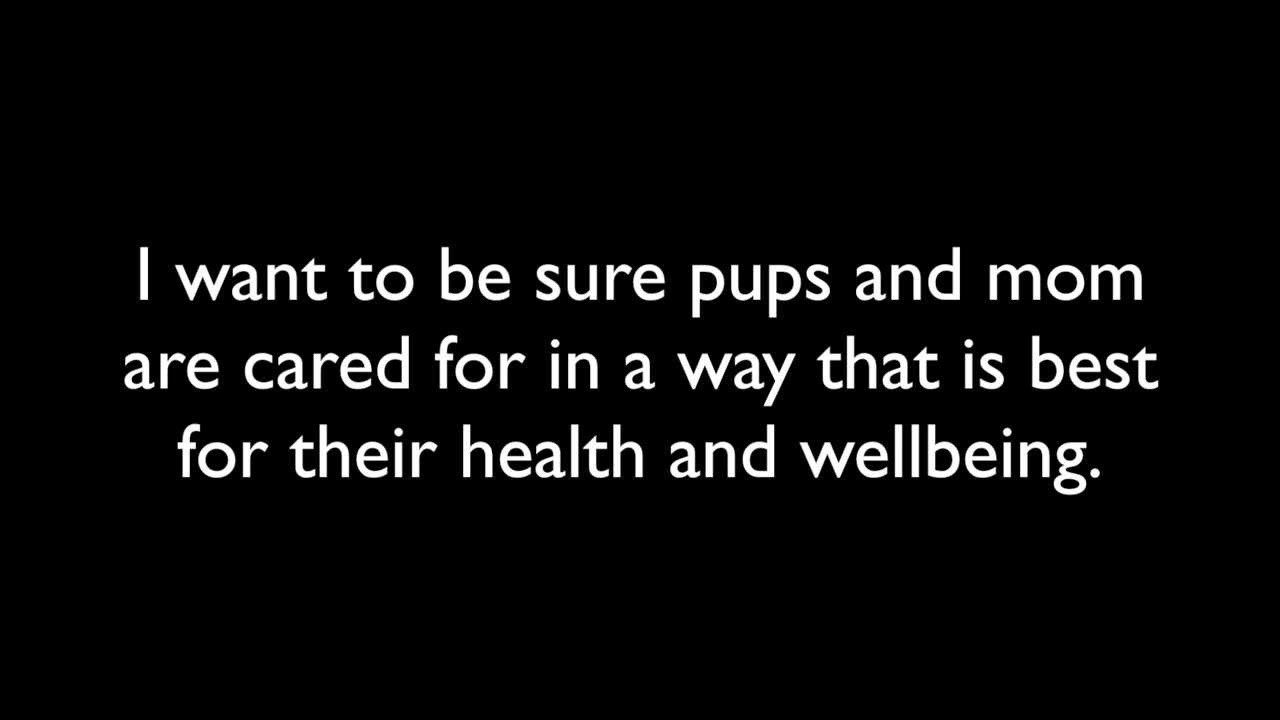 I want to be sure pups and mom
are cared for in a way that is best
for their health and wellbeing.